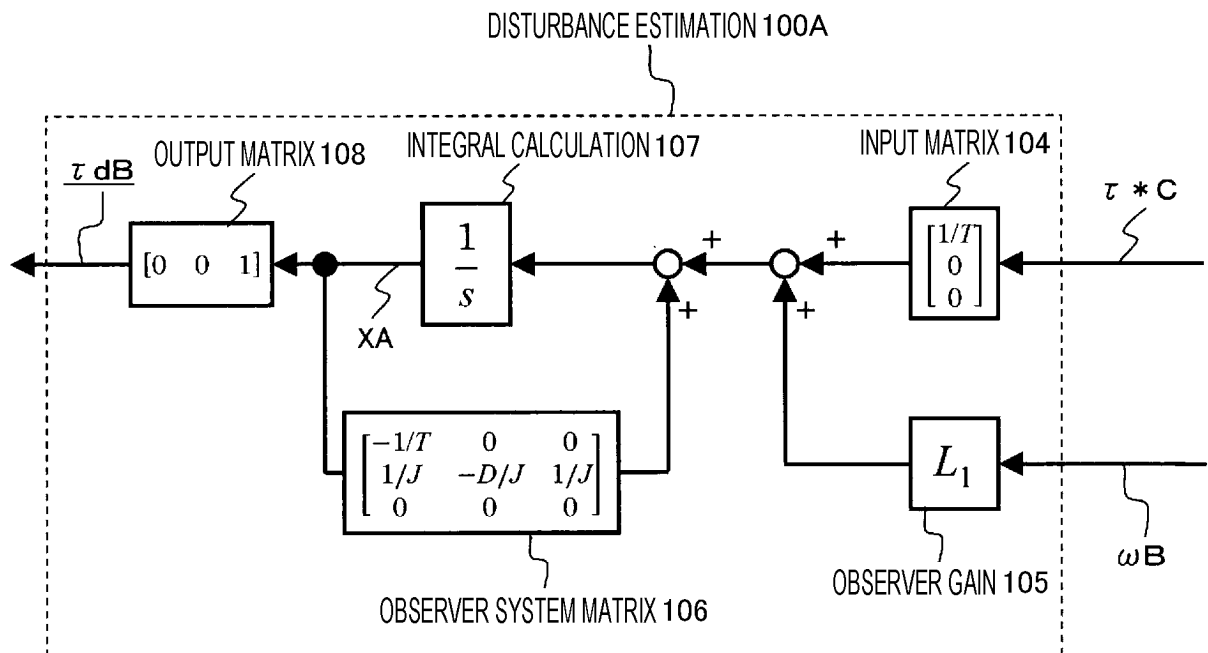 DISTURBANCE ESTIMATION 100A
OUTPUT MATRIX 108
INTEGRAL CALCULATION 107
INPUT MATRIX 104
τ dB
τ *C
[0 0 1]
1
s
XA
+
+
+
+
1/T
0
0
-1/T 0 0
1/J -D/J 1/J
0 0 0
L1
ωB
OBSERVER GAIN 105
OBSERVER SYSTEM MATRIX 106